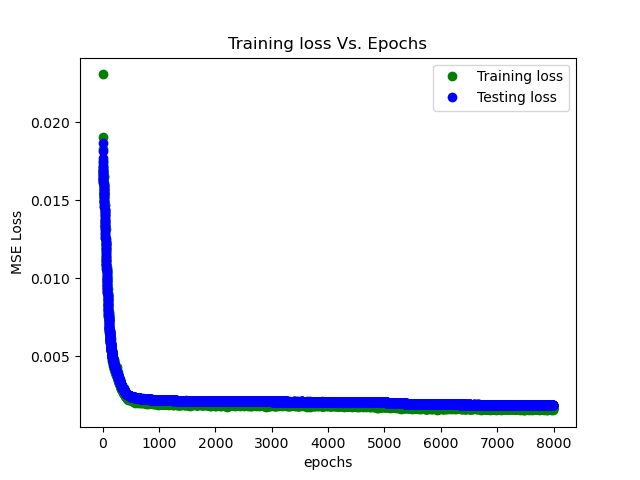 Training loss Vs. Epochs
Training loss
Testing loss
0.020
0.015
0.010
0.005
MSE Loss
0 1000 2000 3000 4000 5000 6000 7000 8000
epochs